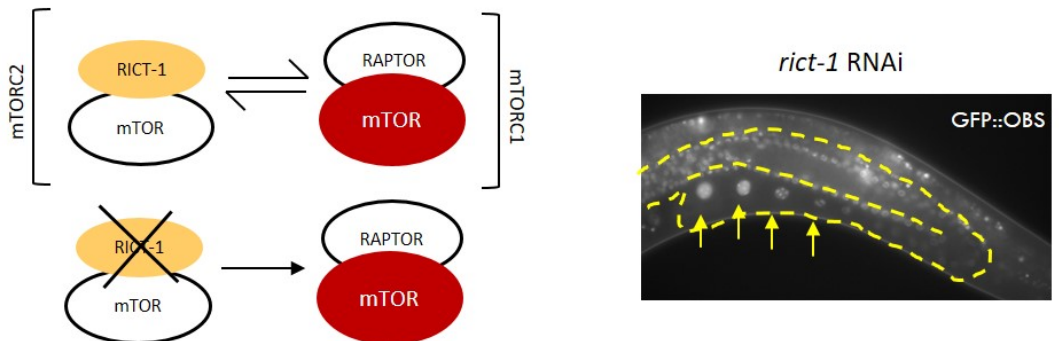 mTORC2
RICT-1
mTOR
RAPTOR
mTOR
mTORC1
RICT-1
mTOR
RAPTOR
mTOR
rict-1 RNAi
GFP::OBS